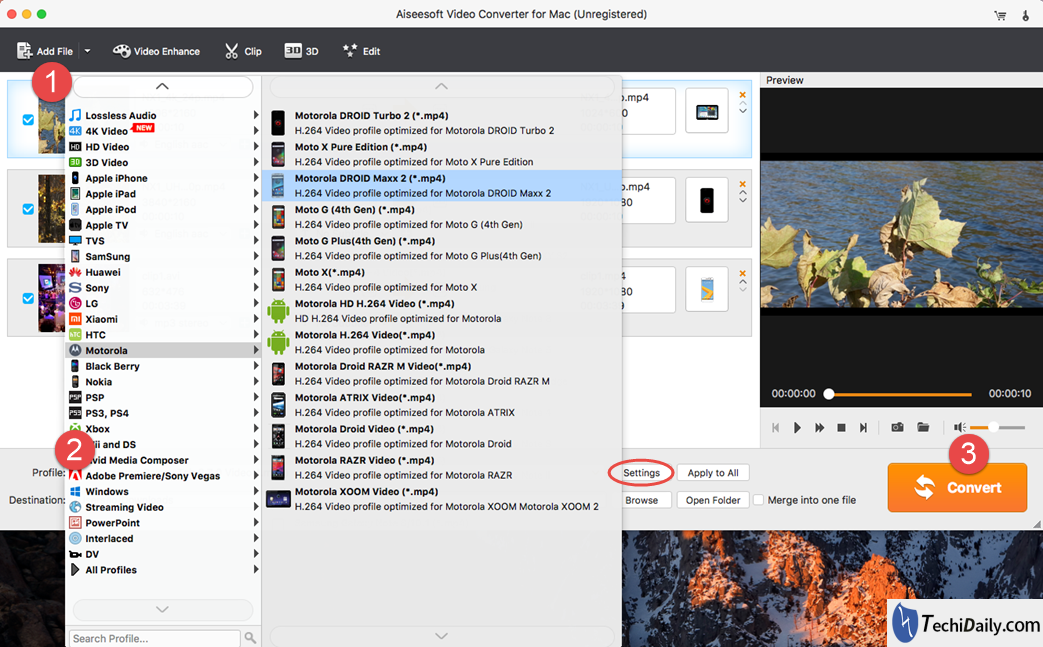 Aiseesoft Video Converter for Mac (Unregistered)
Add File
Video Enhance
Clip
3D 3D
Edit
1
Preview
Lossless Audio
4K 4K Video NEW
HD HD Video
3D 3D Video
Apple iPhone
Apple iPad
Apple iPod
Apple TV
TVS
SamSung
Huawei
Sony
LG
Xiaomi
HTC
Motorola
Black Berry
Nokia
PSP PSP
PS3 PS3, PS4
Xbox
ii and DS
vid Media Composer
Adobe Premiere/Sony Vegas
Windows
Streaming Video
PowerPoint
Interlaced
DV
All Profiles
Search Profile...
2
Profile:
Destination:
Motorola DROID Turbo 2 (*.mp4)
H.264 Video profile optimized for Motorola DROID Turbo 2
Moto X Pure Edition (*.mp4)
H.264 Video profile optimized for Moto X Pure Edition
Motorola DROID Maxx 2 (*.mp4)
H.264 Video profile optimized for Motorola DROID Maxx 2
Moto G (4th Gen) (*.mp4)
H.264 Video profile optimized for Moto G (4th Gen)
Moto G Plus(4th Gen) (*.mp4)
H.264 Video profile optimized for Moto G Plus(4th Gen)
Moto X(*.mp4)
H.264 Video profile optimized for Moto X
Motorola HD H.264 Video (*.mp4)
HD H.264 Video profile optimized for Motorola
Motorola H.264 Video(*.mp4)
H.264 Video profile optimized for Motorola
Motorola Droid RAZR M Video(*.mp4)
H.264 Video profile optimized for Motorola Droid RAZR M
Motorola ATRIX Video(*.mp4)
H.264 Video profile optimized for Motorola ATRIX
Motorola Droid Video(*.mp4)
H.264 Video profile optimized for Motorola Droid
Motorola RAZR Video (*.mp4)
H.264 Video profile optimized for Motorola RAZR
Motorola XOOM Video (*.mp4)
H.264 Video profile optimized for Motorola XOOM Motorola XOOM 2
o.mp4
0
p.mp4
80
4
80
9
00:00:00
00:00:10
Settings
Apply to All
Browse
Open Folder
Merge into one file
3
Convert
TechiDaily.com